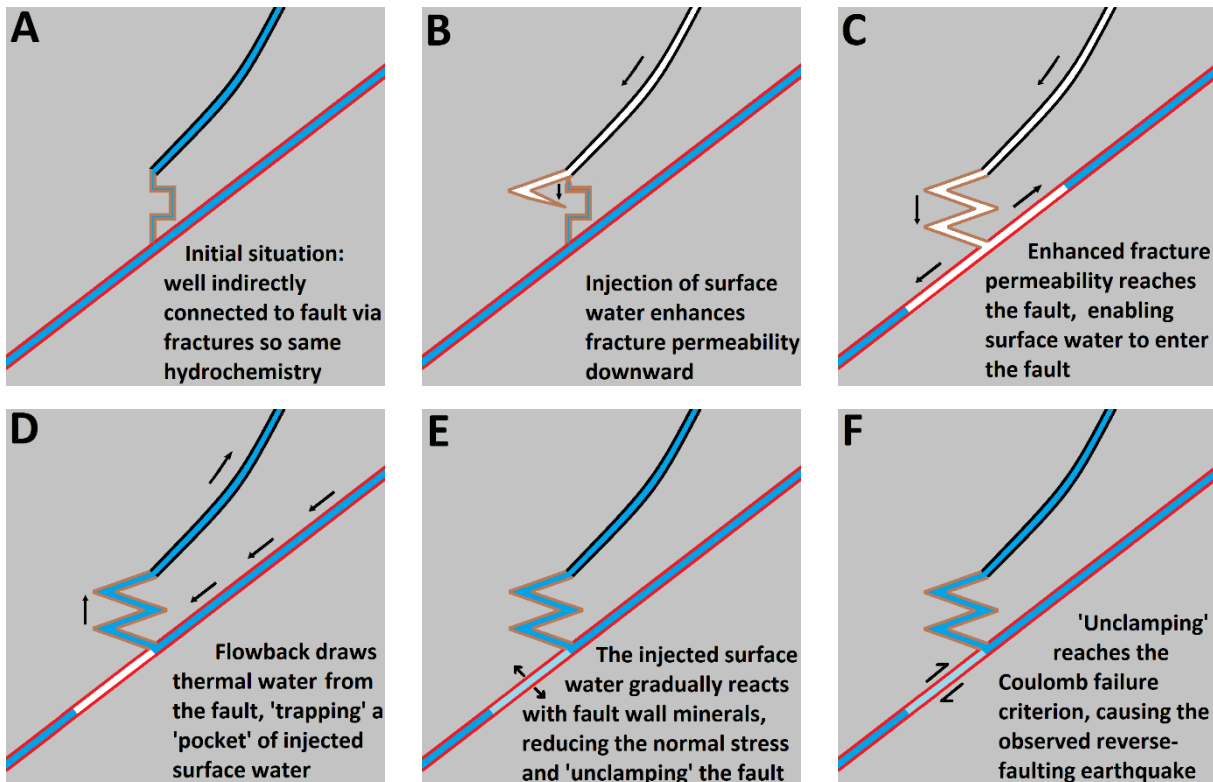 A
Initial situation:
well indirectly
connected to fault via
fractures so same
hydrochemistry
B
Injection of surface
water enhances
fracture permeability
downward
C
Enhanced fracture
permeability reaches
the fault, enabling
surface water to enter
the fault
D
Flowback draws
thermal water from
the fault, 'trapping' a
'pocket' of injected
surface water
E
The injected surface
water gradually reacts
with fault wall minerals,
reducing the normal stress
and 'unclamping' the fault
F
'Unclamping'
reaches the
Coulomb failure
criterion, causing the
observed reverse-
faulting earthquake